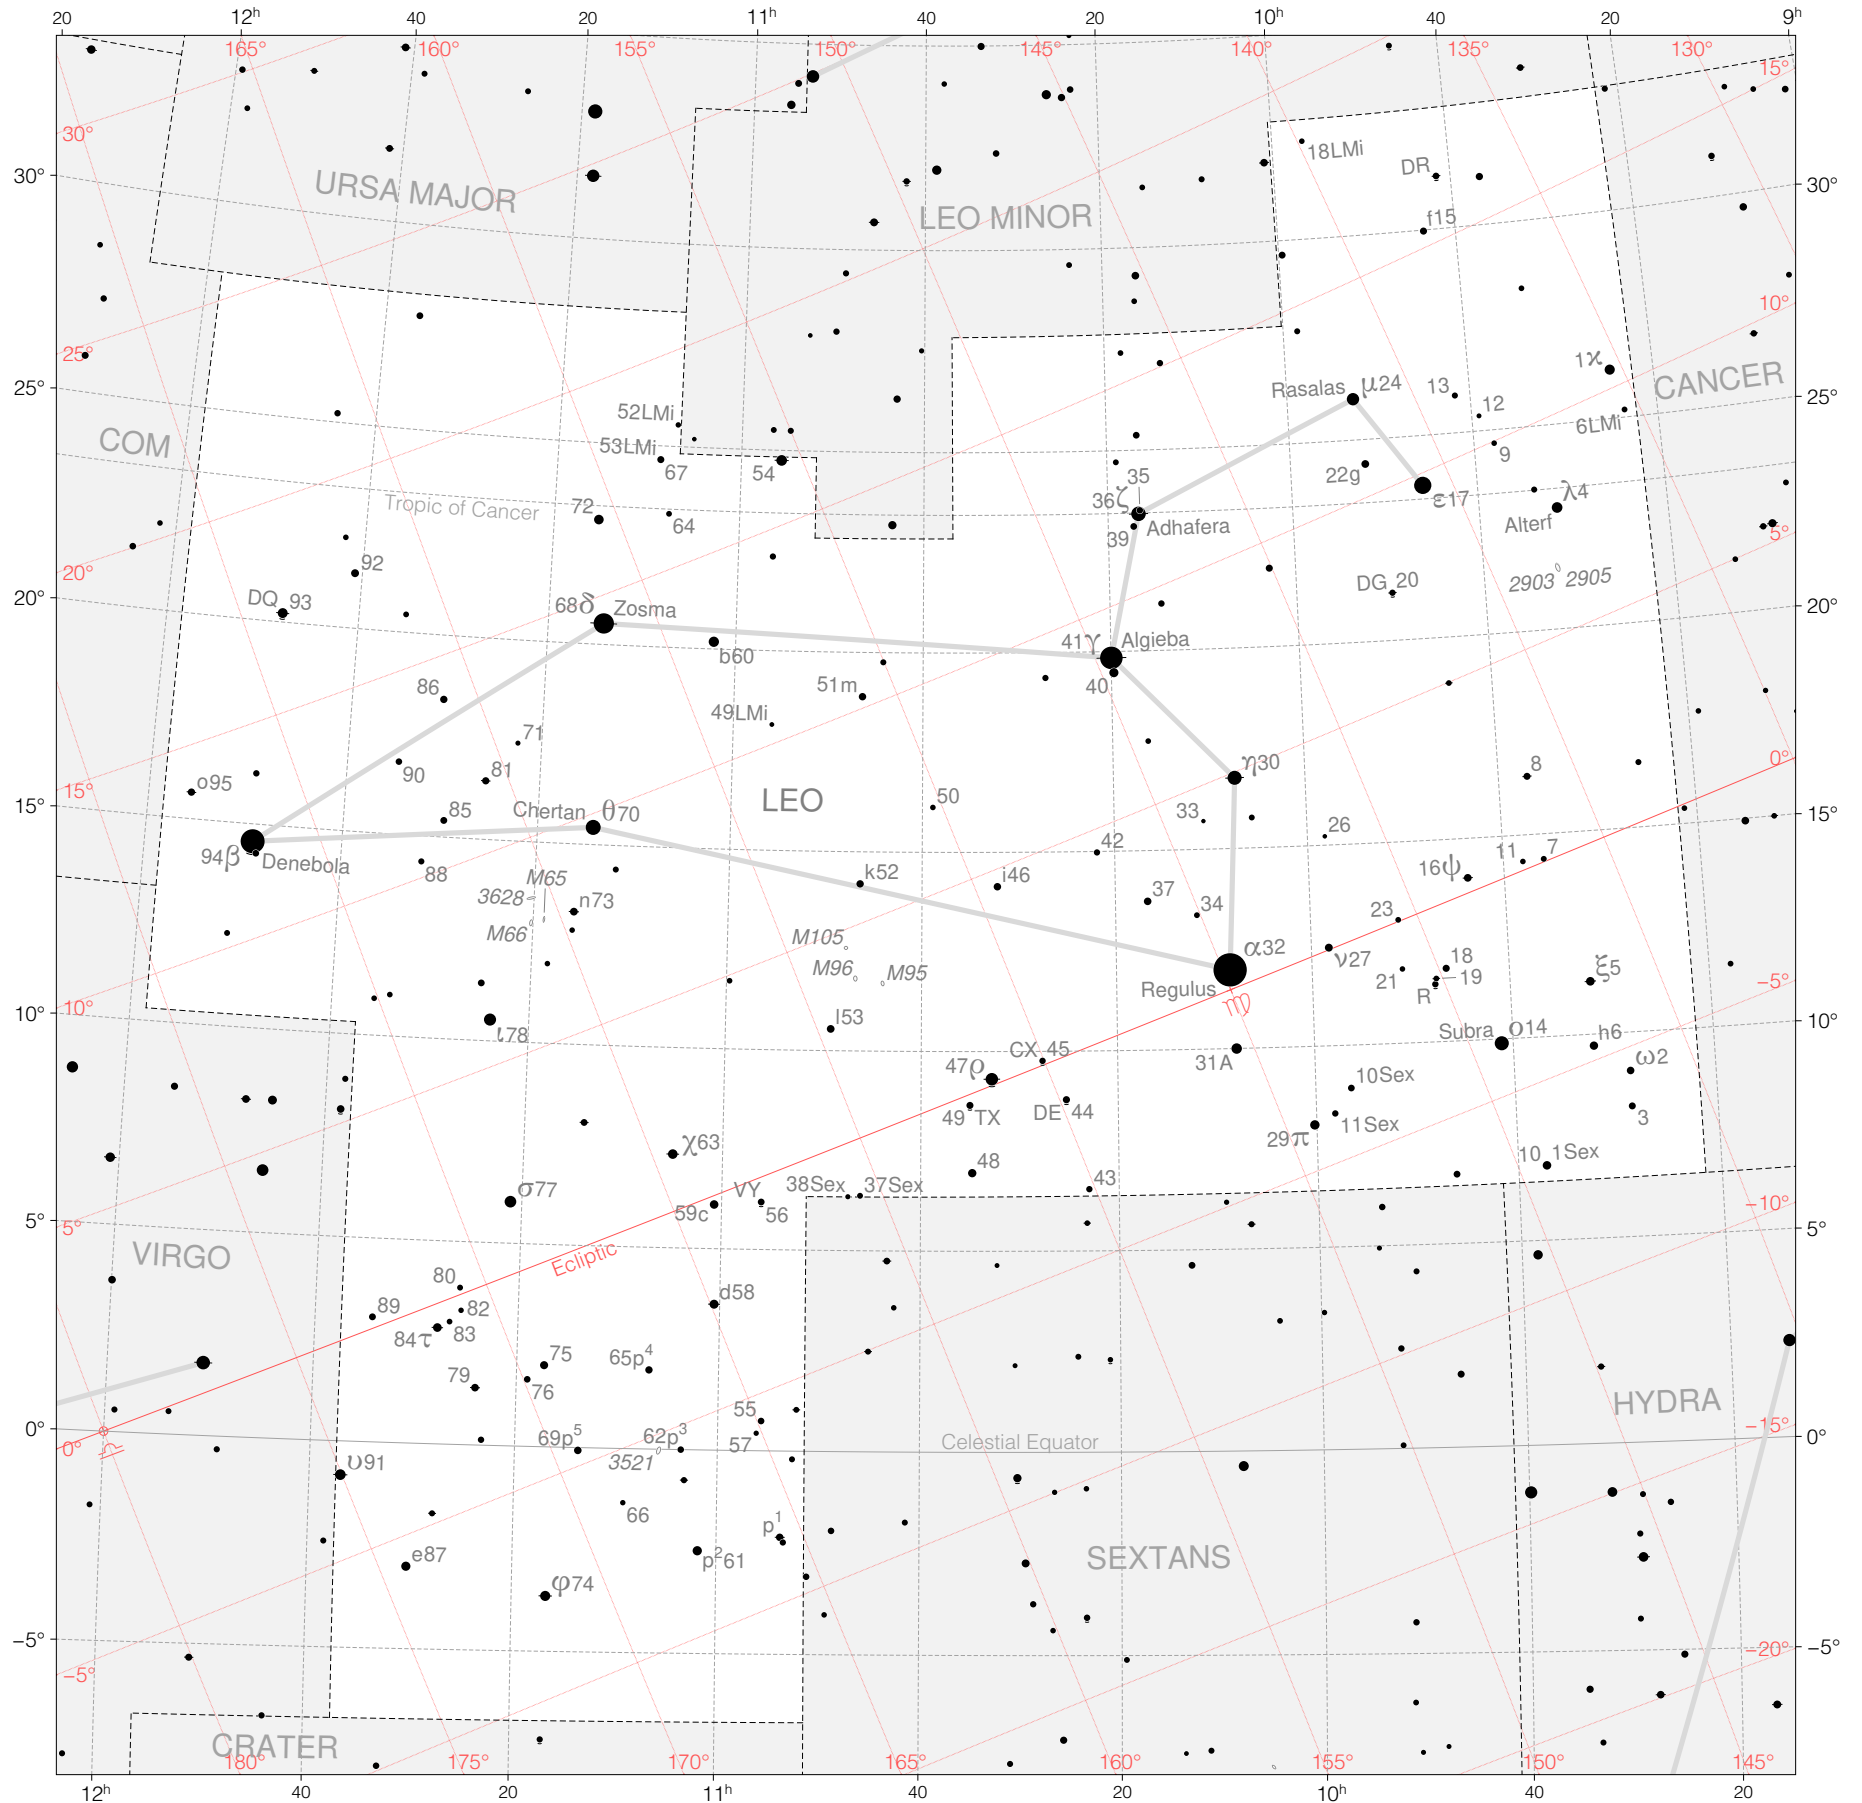 20 12h 40 20 11h 40 20 10h 40 20 9h
165° 160° 155° 150° 145° 140° 135° 130°
15°
30°
18LMi
DR
30° URSA MAJOR LEO MINOR 30°
f15
10°
25°
1ϰ
Rasalas μ24 13 CANCER
25° 12 25°
52LMi 6LMi
COM 53LMi 67 54 9
35 22g
36ζ ε17 λ4
Tropic of Cancer 72 64 Adhafera Alterf
39 5°
92
20° DG 20 2903 2905
DQ 93
20° 68δ Zosma 20°
41γ Algieba
b60
86 51m 40
49LMi
71
0°
o95 90 81 η30 8
15°
LEO 50
15° 85 Chertan θ70 33 26 15°
42
94β Denebola 11 7
88 M65 k52 i46 16ψ
3628 n73 37 34 23
M66 M105
α32 ν27
M96 M95 21 18 ξ5
19 −5°
Regulus R
♍
10°
10° l53 Subra ο14 10°
ι78 CX 45 31A h6
47ρ ω2
10Sex
49 TX DE 44 3
11Sex
29π
χ63 48 10 1Sex
σ77 VY 38Sex 37Sex 43
59c 56 −10°
5° 5°
5°
VIRGO Ecliptic
80
89 82 d58
84τ 83
75 65p4
79
76
HYDRA
55 −15°
0° 69p5 62p3 57 Celestial Equator 0°
0° ♎
υ91 3521
66
p1
e87 p261 SEXTANS
φ74
−5° −5°
−20°
−5°
CRATER
180° 175° 170° 165° 160° 155° 150° 145°
12h 40 20 11h 40 20 10h 40 20